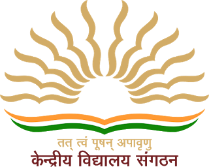 तत् त्वं पूषन् अपावृणु
केन्द्रीय विद्यालय संगठन